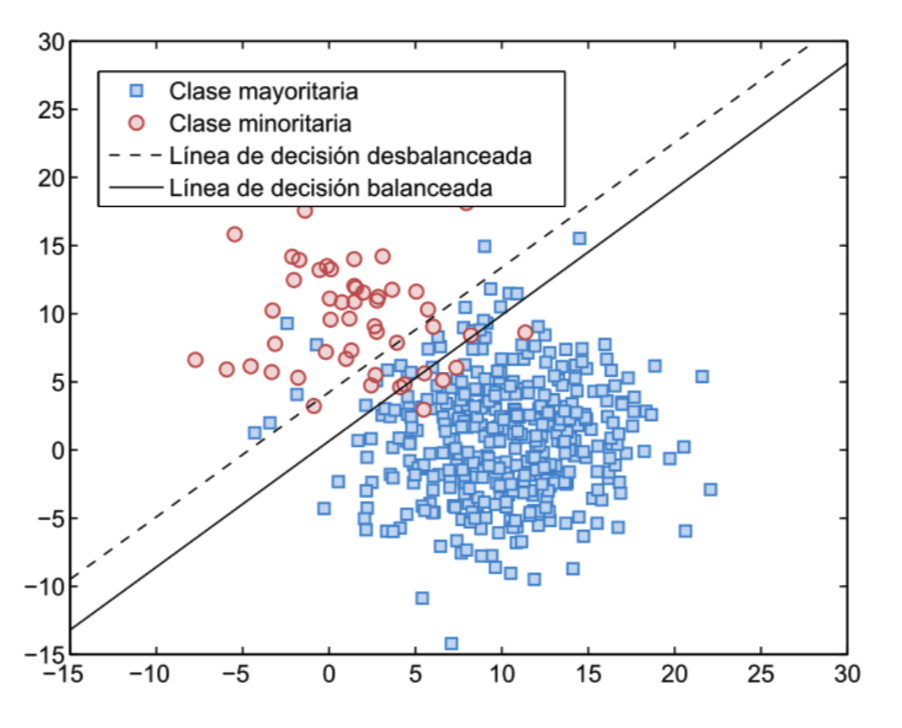 30
25
20
15
10
5
0
−5
−10
−15
Clase mayoritaria
Clase minoritaria
Línea de decisión desbalanceada
Línea de decisión balanceada
−15 −10 −5 0 5 10 15 20 25 30